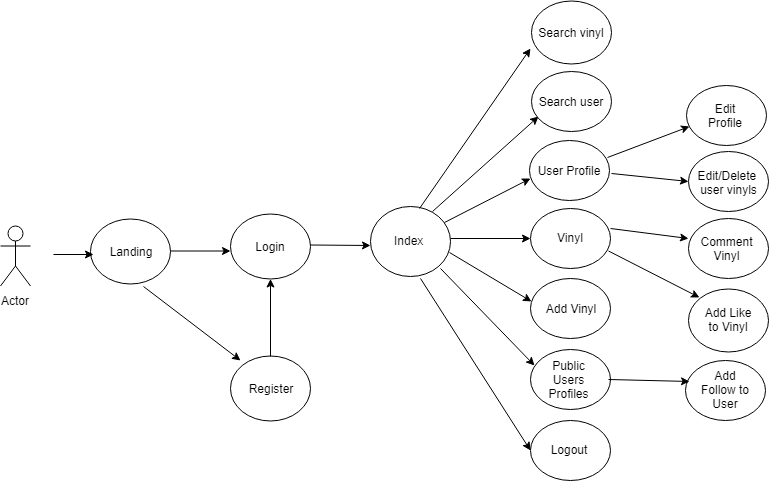 Actor
Landing
Login
Register
Index
Search vinyl
Search user
User Profile
Vinyl
Add Vinyl
Public
Users
Profiles
Logout
Edit
Profile
Edit/Delete
user vinyls
Comment
Vinyl
Add Like
to Vinyl
Add
Follow to
User